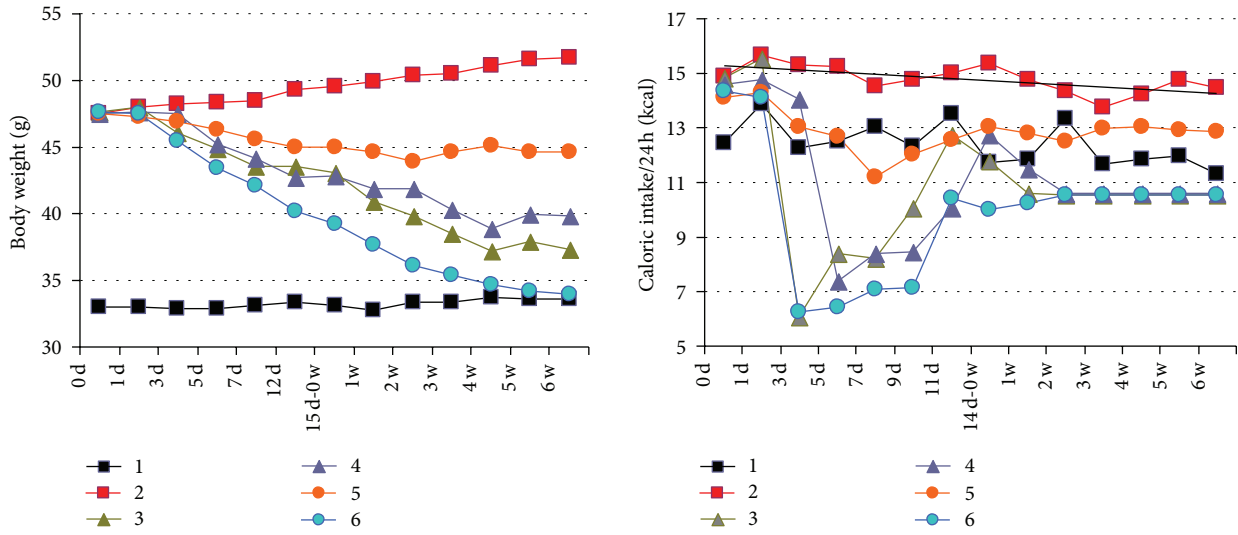 Body weight (g)
55
50
45
40
35
30
0 d
1 d
3 d
5 d
7 d
12 d
15 d-0 w
1 w
2 w
3 w
4 w
5 w
6 w
1
2
3
4
5
6
Caloric intake/24h (kcal)
17
15
13
11
9
7
5
0 d
1 d
3 d
5 d
7 d
9 d
11 d
14 d-0w
1 w
2 w
3 w
4 w
5 w
6 w
1
2
3
4
5
6